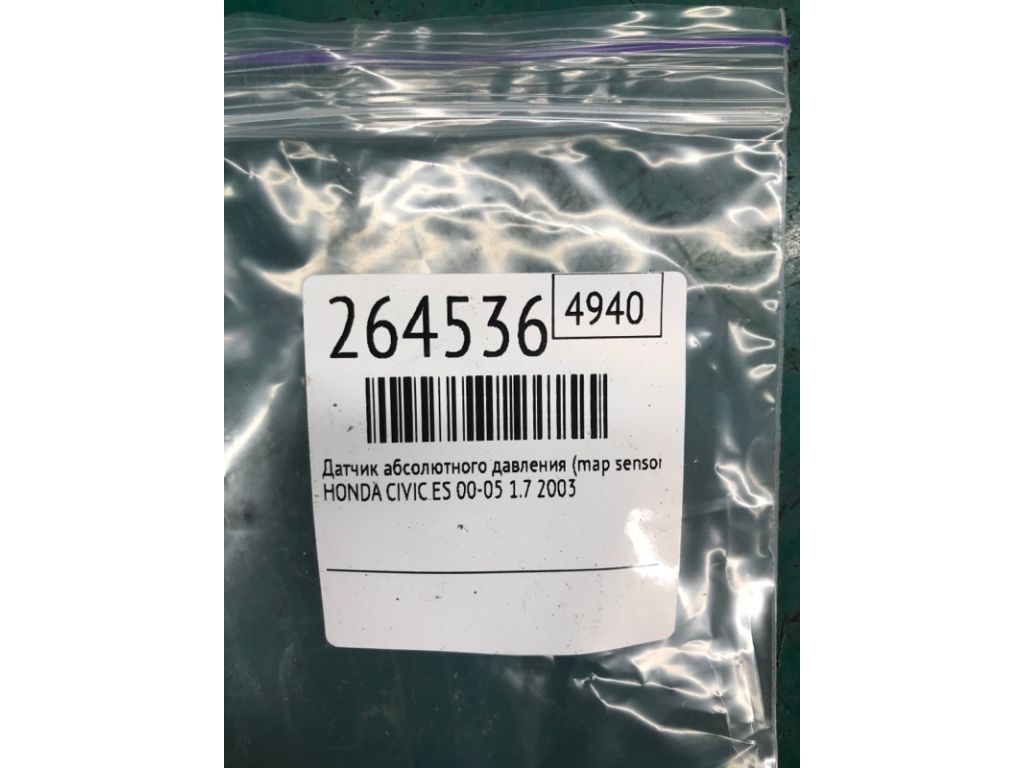 264536
4940
Датчик абсолютного давления (map sensor
HONDA CIVIC ES 00-05 1.7 2003